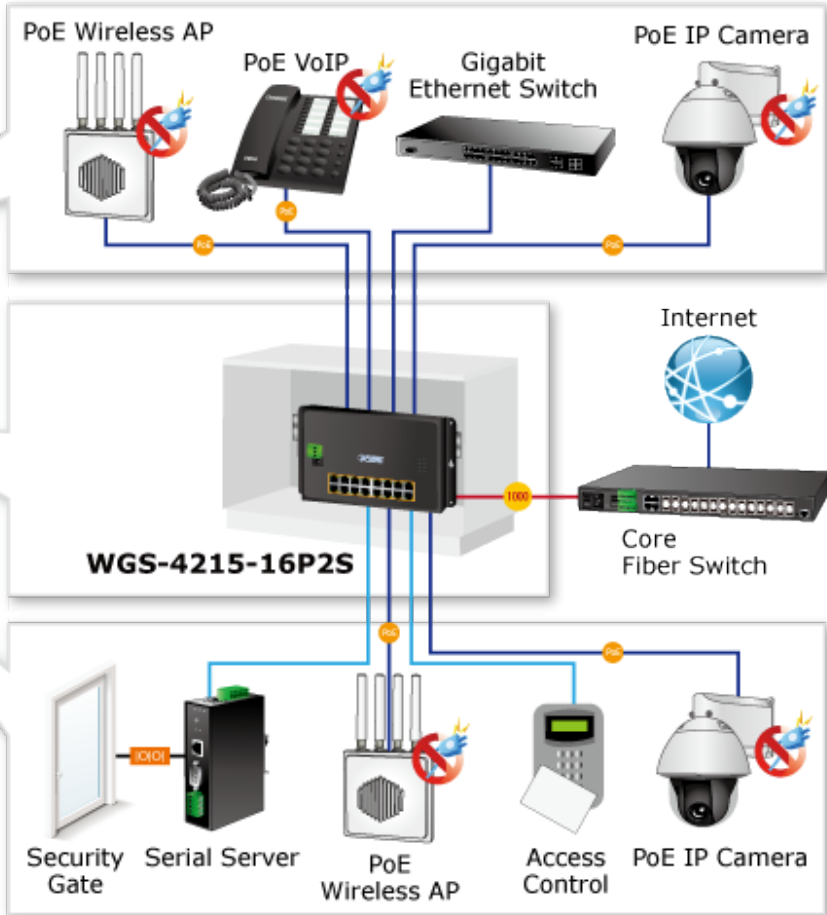 PoE Wireless AP
PoE VoIP
Gigabit
Ethernet Switch
PoE IP Camera
PoE
PoE
PoE
Internet
PLANET
1000
Core
Fiber Switch
WGS-4215-16P2S
PoE
PoE
|O|O|
Security
Gate
Serial Server
PoE
Wireless AP
Access
Control
PoE IP Camera